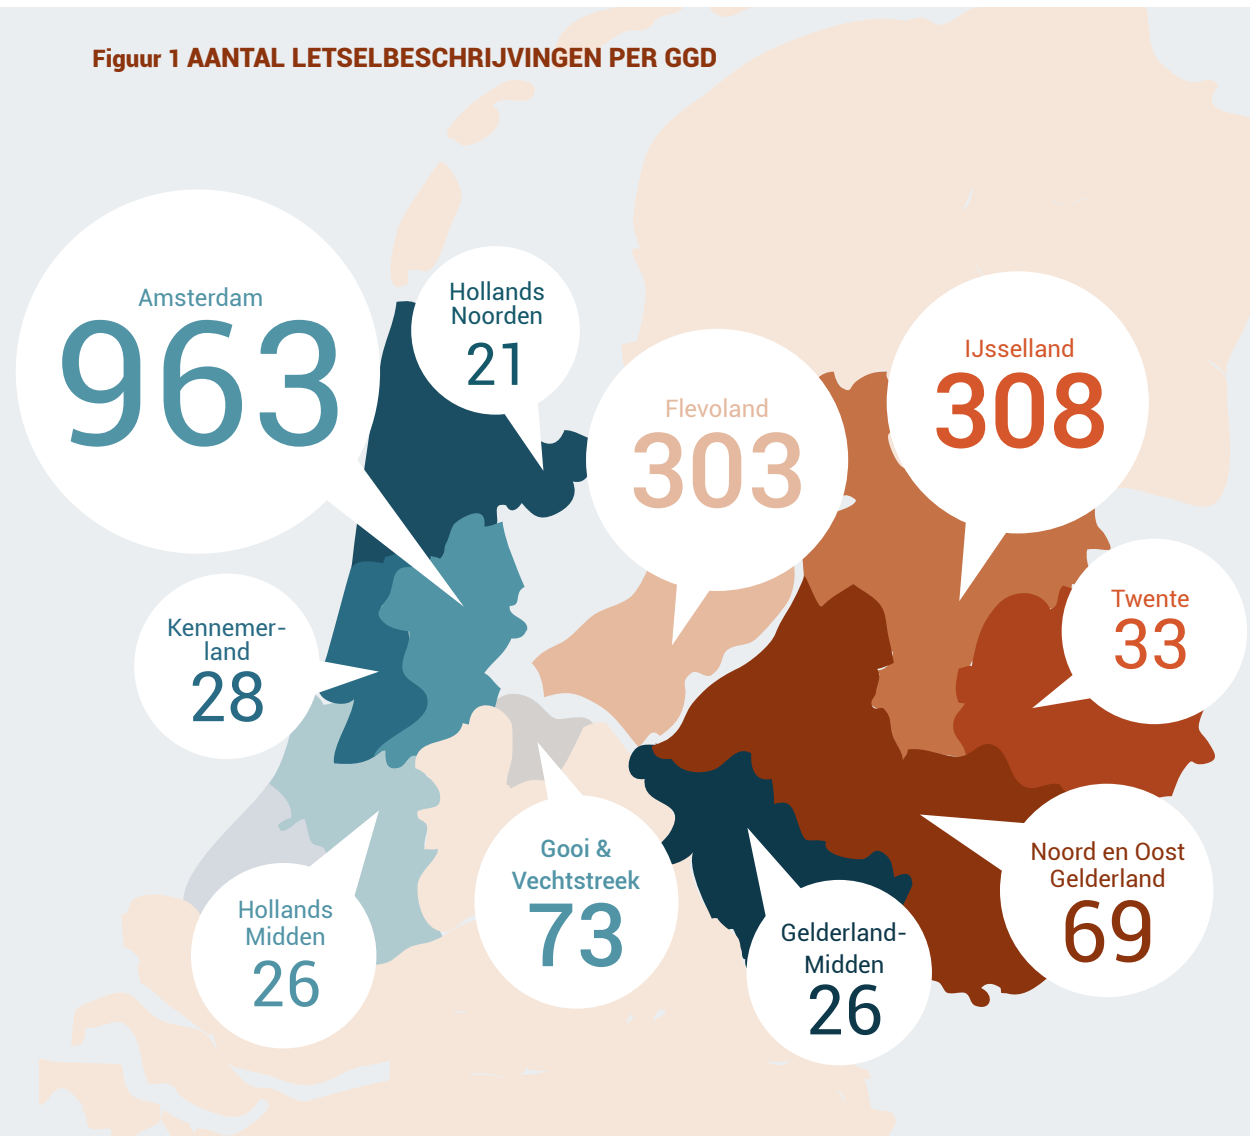 Figuur 1 AANTAL LETSELBESCHRIJVINGEN PER GGD
Amsterdam
963
Hollands
Noorden
21
Flevoland
303
IJsselland
308
Twente
33
Kennemer-
land
28
Hollands
Midden
26
Gooi &
Vechtstreek
73
Gelderland-
Midden
26
Noord en Oost
Gelderland
69